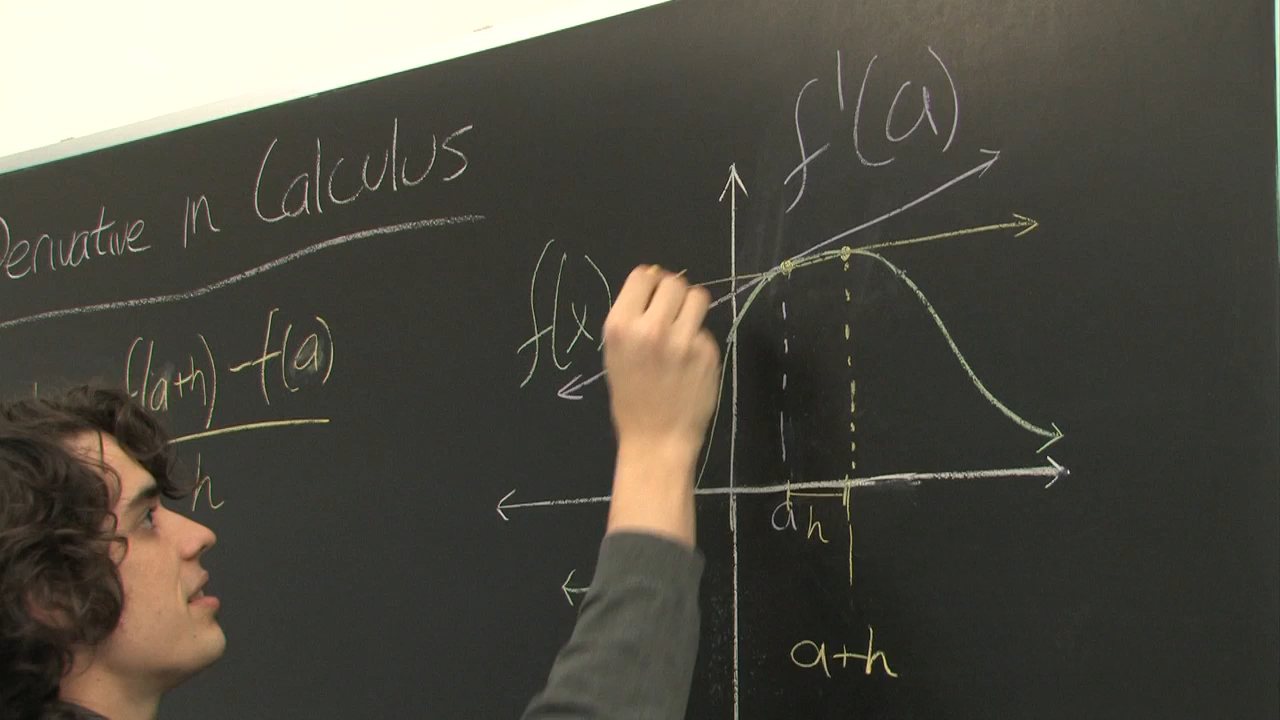 Derivative in Calculus
(a+h) - f(a)
h
f'(a)
f(x)
a
h
a+h